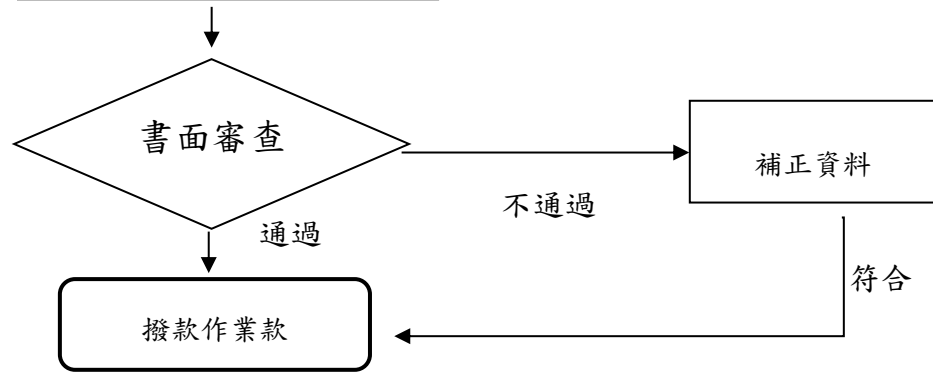 書面審查
補正資料
不通過
通過
符合
撥款作業款